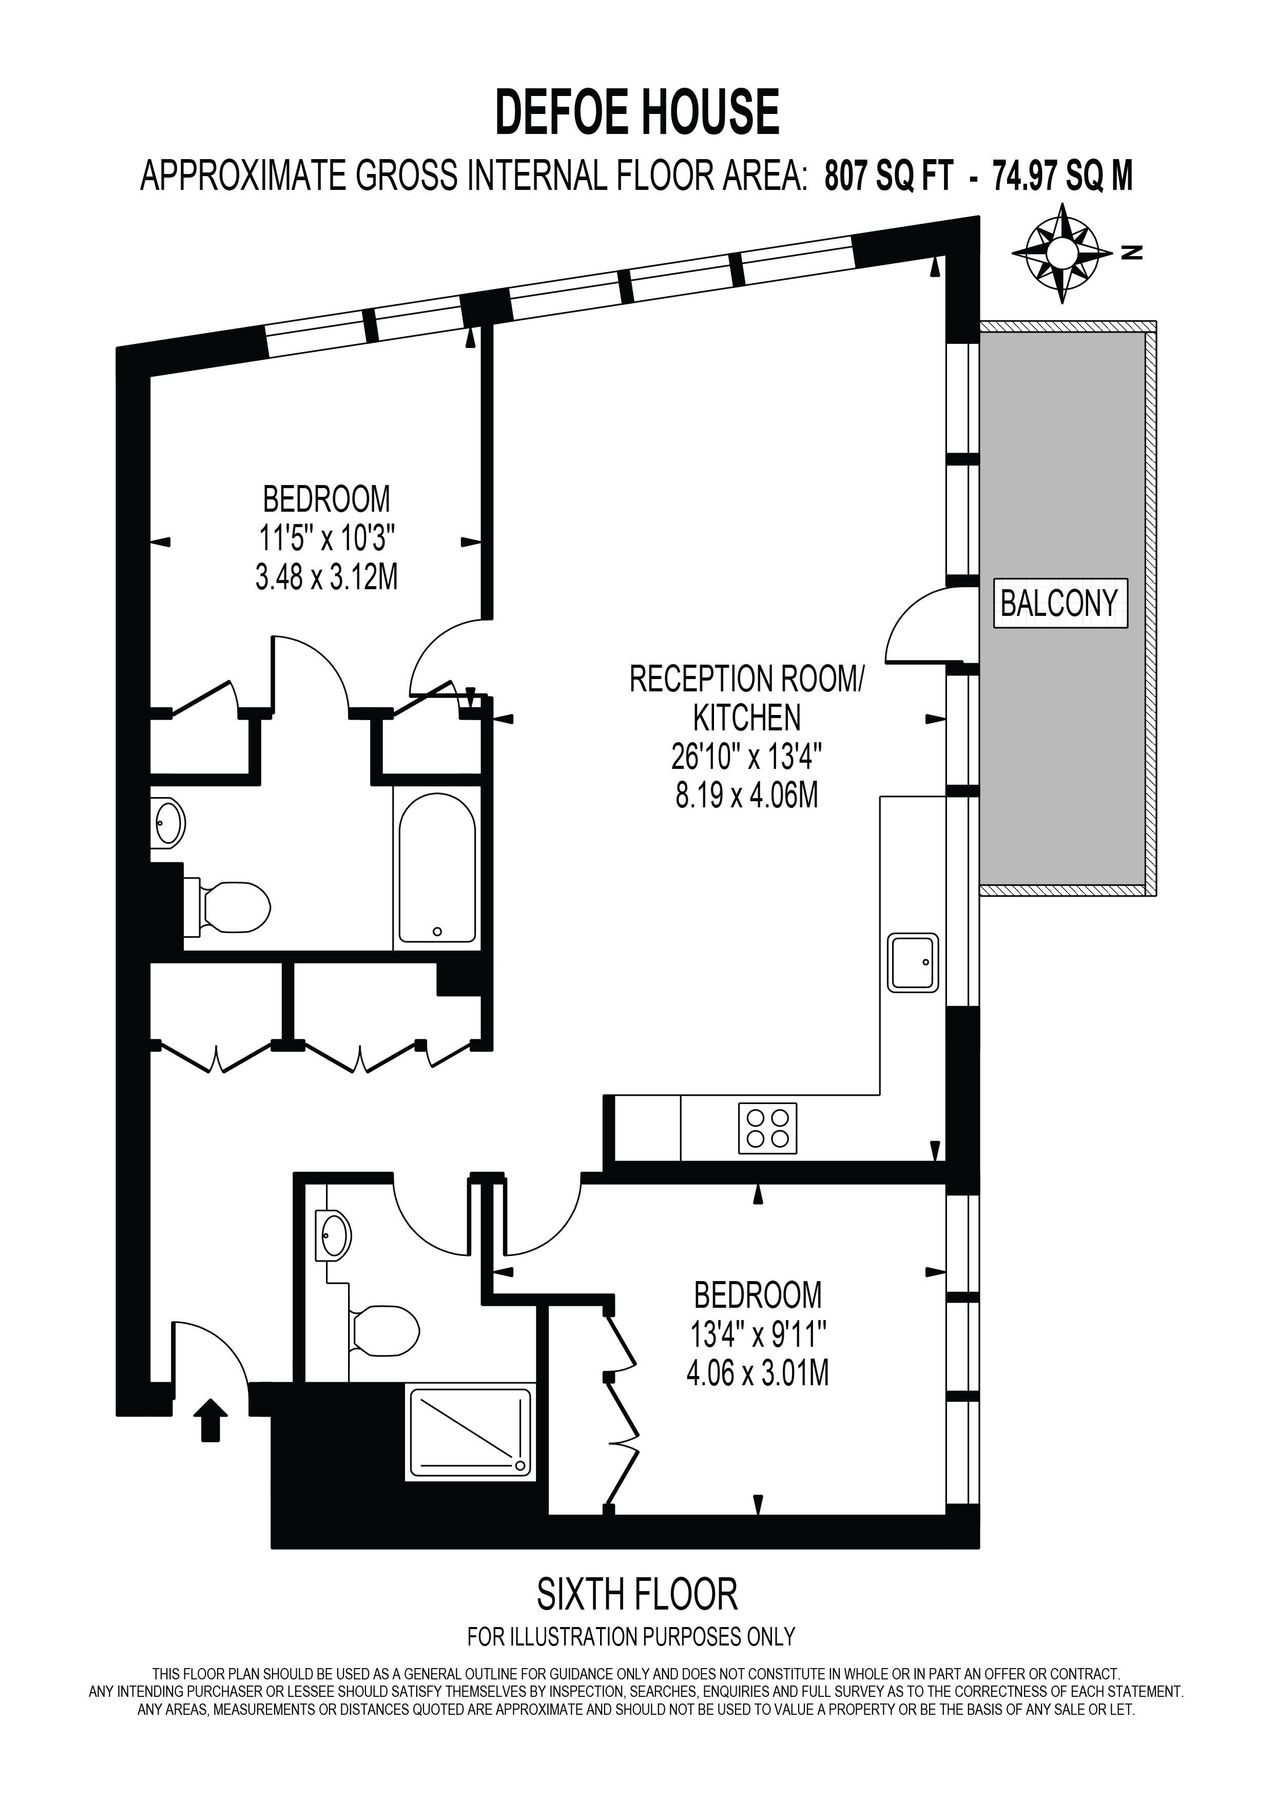 DEFOE HOUSE
APPROXIMATE GROSS INTERNAL FLOOR AREA: 807 SQ FT - 74.97 SQ M
N
BEDROOM
11'5" x 10'3"
3.48 x 3.12M
BALCONY
RECEPTION ROOM/
KITCHEN
26'10" x 13'4"
8.19 x 4.06M
BEDROOM
13'4" x 9'11"
4.06 x 3.01M
SIXTH FLOOR
FOR ILLUSTRATION PURPOSES ONLY
THIS FLOOR PLAN SHOULD BE USED AS A GENERAL OUTLINE FOR GUIDANCE ONLY AND DOES NOT CONSTITUTE IN WHOLE OR IN PART AN OFFER OR CONTRACT.
ANY INTENDING PURCHASER OR LESSEE SHOULD SATISFY THEMSELVES BY INSPECTION, SEARCHES, ENQUIRIES AND FULL SURVEY AS TO THE CORRECTNESS OF EACH STATEMENT.
ANY AREAS, MEASUREMENTS OR DISTANCES QUOTED ARE APPROXIMATE AND SHOULD NOT BE USED TO VALUE A PROPERTY OR BE THE BASIS OF ANY SALE OR LET.